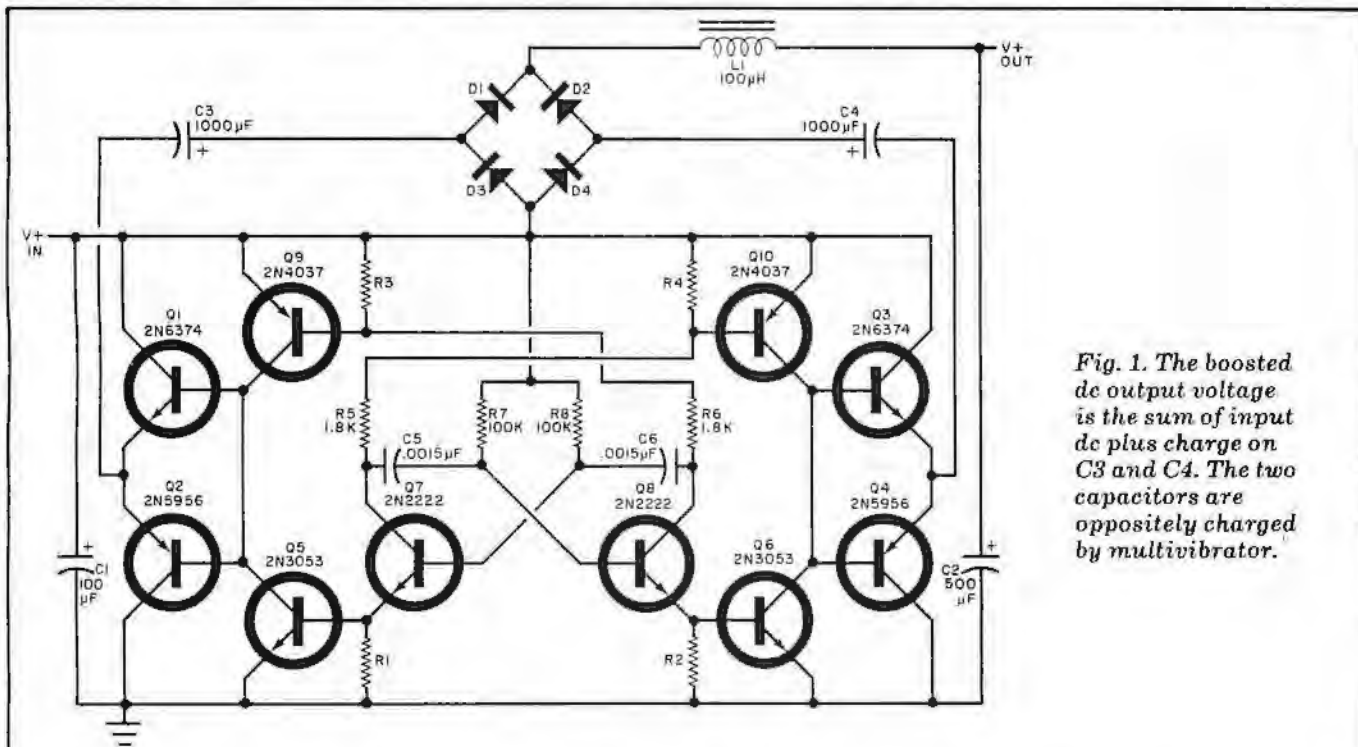 L1
100μH
V+
OUT
D1
D2
C3
1000μF
+
C4
1000μF
+
D3
D4
V+
IN
Q9
2N4037
R3
R4
Q10
2N4037
Q1
2N6374
Q3
2N6374
R5
1.8K
R7
100K
R8
100K
R6
1.8K
C5
.0015μF
C6
.0015μF
Q2
2N5956
Q7
2N2222
Q8
2N2222
Q4
2N5956
+
C1
100
μF
Q5
2N3053
Q6
2N3053
+
C2
500
μF
R1
R2
Fig. 1. The boosted
dc output voltage
is the sum of input
dc plus charge on
C3 and C4. The two
capacitors are
oppositely charged
by multivibrator.